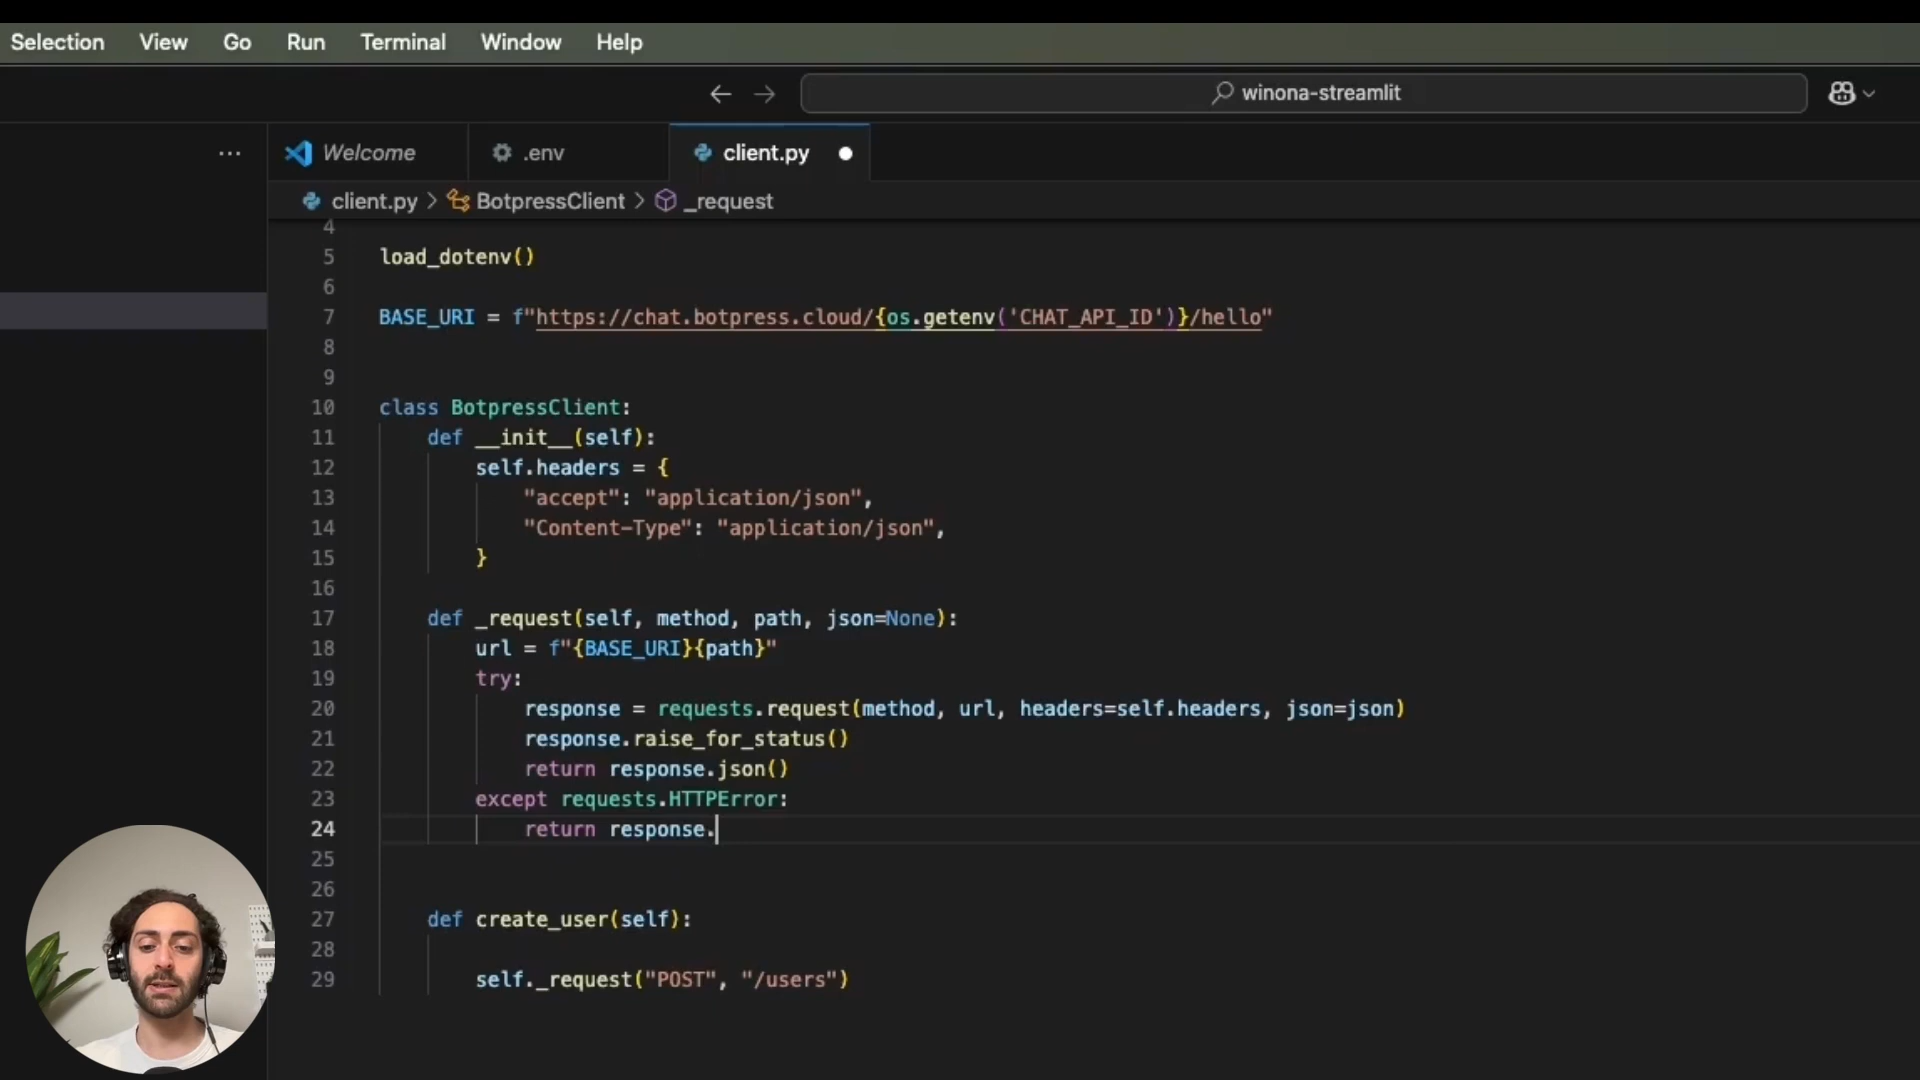 Selection View Go Run Terminal Window Help
winona-streamlit
Welcome .env client.py
client.py > BotpressClient > _request
4
5 load_dotenv()
6
7 BASE_URI = f"https://chat.botpress.cloud/{os.getenv('CHAT_API_ID')}/hello"
8
9
10 class BotpressClient:
11 def __init__(self):
12 self.headers = {
13 "accept": "application/json",
14 "Content-Type": "application/json",
15 }
16
17 def _request(self, method, path, json=None):
18 url = f"{BASE_URI}{path}"
19 try:
20 response = requests.request(method, url, headers=self.headers, json=json)
21 response.raise_for_status()
22 return response.json()
23 except requests.HTTPError:
24 return response.
25
26
27 def create_user(self):
28
29 self._request("POST", "/users")